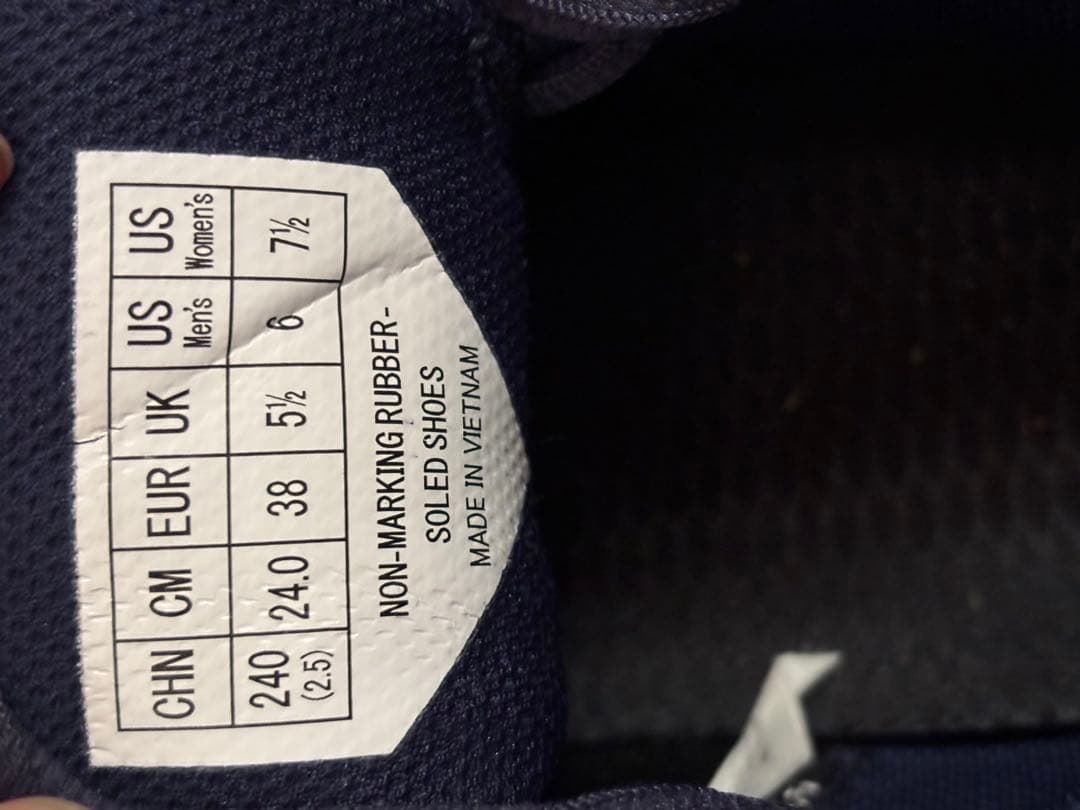 CHN CM EUR UK US Men's US Women's
240 (2.5) 24.0 38 5½ 6 7½
NON-MARKING RUBBER-
SOLED SHOES
MADE IN VIETNAM